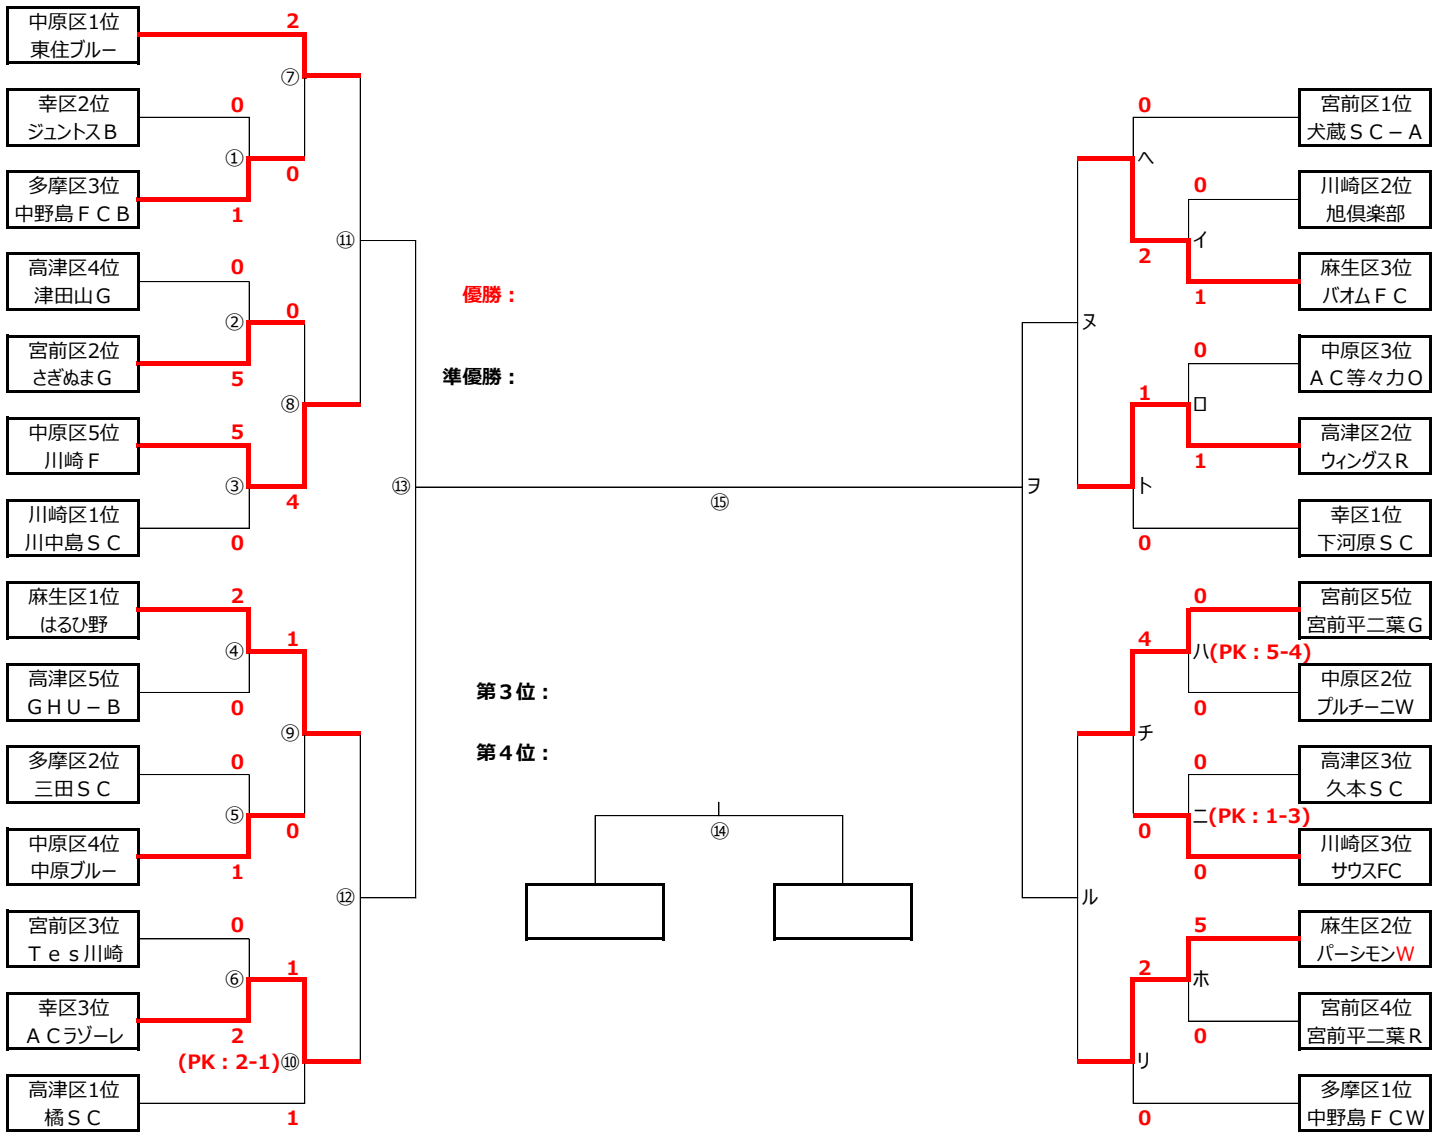 中原区1位
東住ブルー
2
⑦
幸区2位
ジュントスB
0
①
0
多摩区3位
中野島ＦＣＢ
1
⑪
高津区4位
津田山Ｇ
0
②
0
宮前区2位
さぎぬまＧ
5
⑧
中原区5位
川崎Ｆ
5
③
4
川崎区1位
川中島ＳＣ
0
⑬
麻生区1位
はるひ野
2
④
1
高津区5位
ＧＨＵ－Ｂ
0
⑨
多摩区2位
三田ＳＣ
0
⑤
0
中原区4位
中原ブルー
1
⑫
宮前区3位
Ｔｅｓ川崎
0
⑥
1
幸区3位
ＡＣラゾーレ
2
(PK：2-1)⑩
高津区1位
橘ＳＣ
1
優勝：
準優勝：
⑮
第３位：
第４位：
⑭
0
宮前区1位
犬蔵ＳＣ－Ａ
ヘ
0
川崎区2位
旭倶楽部
イ
2
麻生区3位
バオムＦＣ
1
ヌ
0
中原区3位
ＡＣ等々力Ｏ
1
ロ
高津区2位
ウィングスＲ
1
ト
ヲ
幸区1位
下河原ＳＣ
0
0
宮前区5位
宮前平二葉Ｇ
4
ハ(PK：5-4)
中原区2位
プルチーニW
0
チ
0
高津区3位
久本ＳＣ
ニ(PK：1-3)
0
川崎区3位
サウスFC
0
ル
5
麻生区2位
パーシモンW
2
ホ
宮前区4位
宮前平二葉Ｒ
0
リ
多摩区1位
中野島ＦＣＷ
0